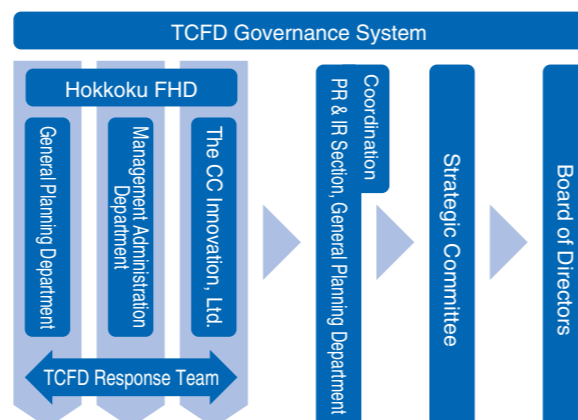 TCFD Governance System
Hokkoku FHD
General Planning Department
Management Administration
Department
The CC Innovation, Ltd.
TCFD Response Team
Coordination
PR & IR Section, General Planning Department
Strategic Committee
Board of Directors